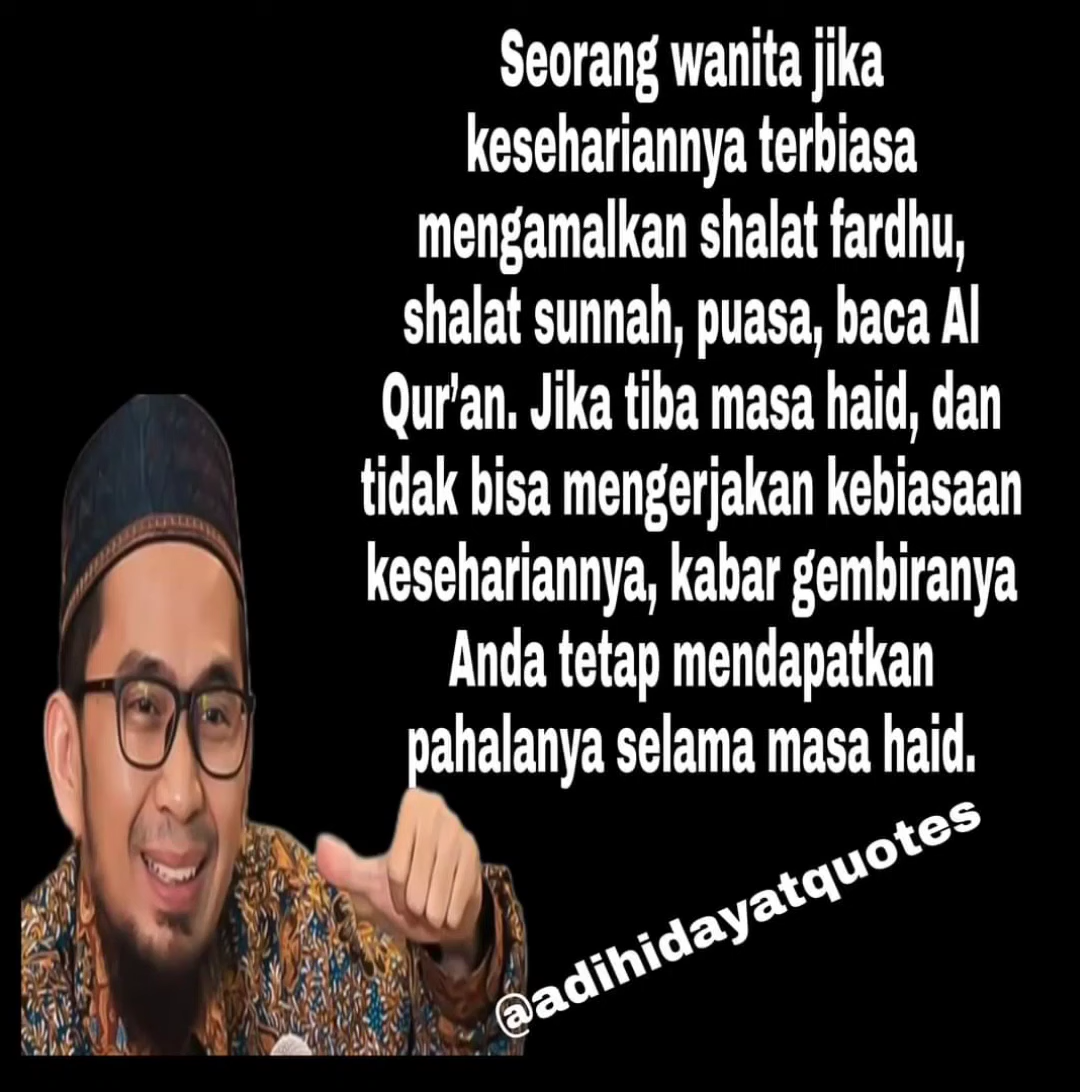 Seorang wanita jika
kesehariannya terbiasa
mengamalkan shalat fardhu,
shalat sunnah, puasa, baca Al
Qur'an. Jika tiba masa haid, dan
tidak bisa mengerjakan kebiasaan
kesehariannya, kabar gembiranya
Anda tetap mendapatkan
pahalanya selama masa haid.
@adihidayatquotes